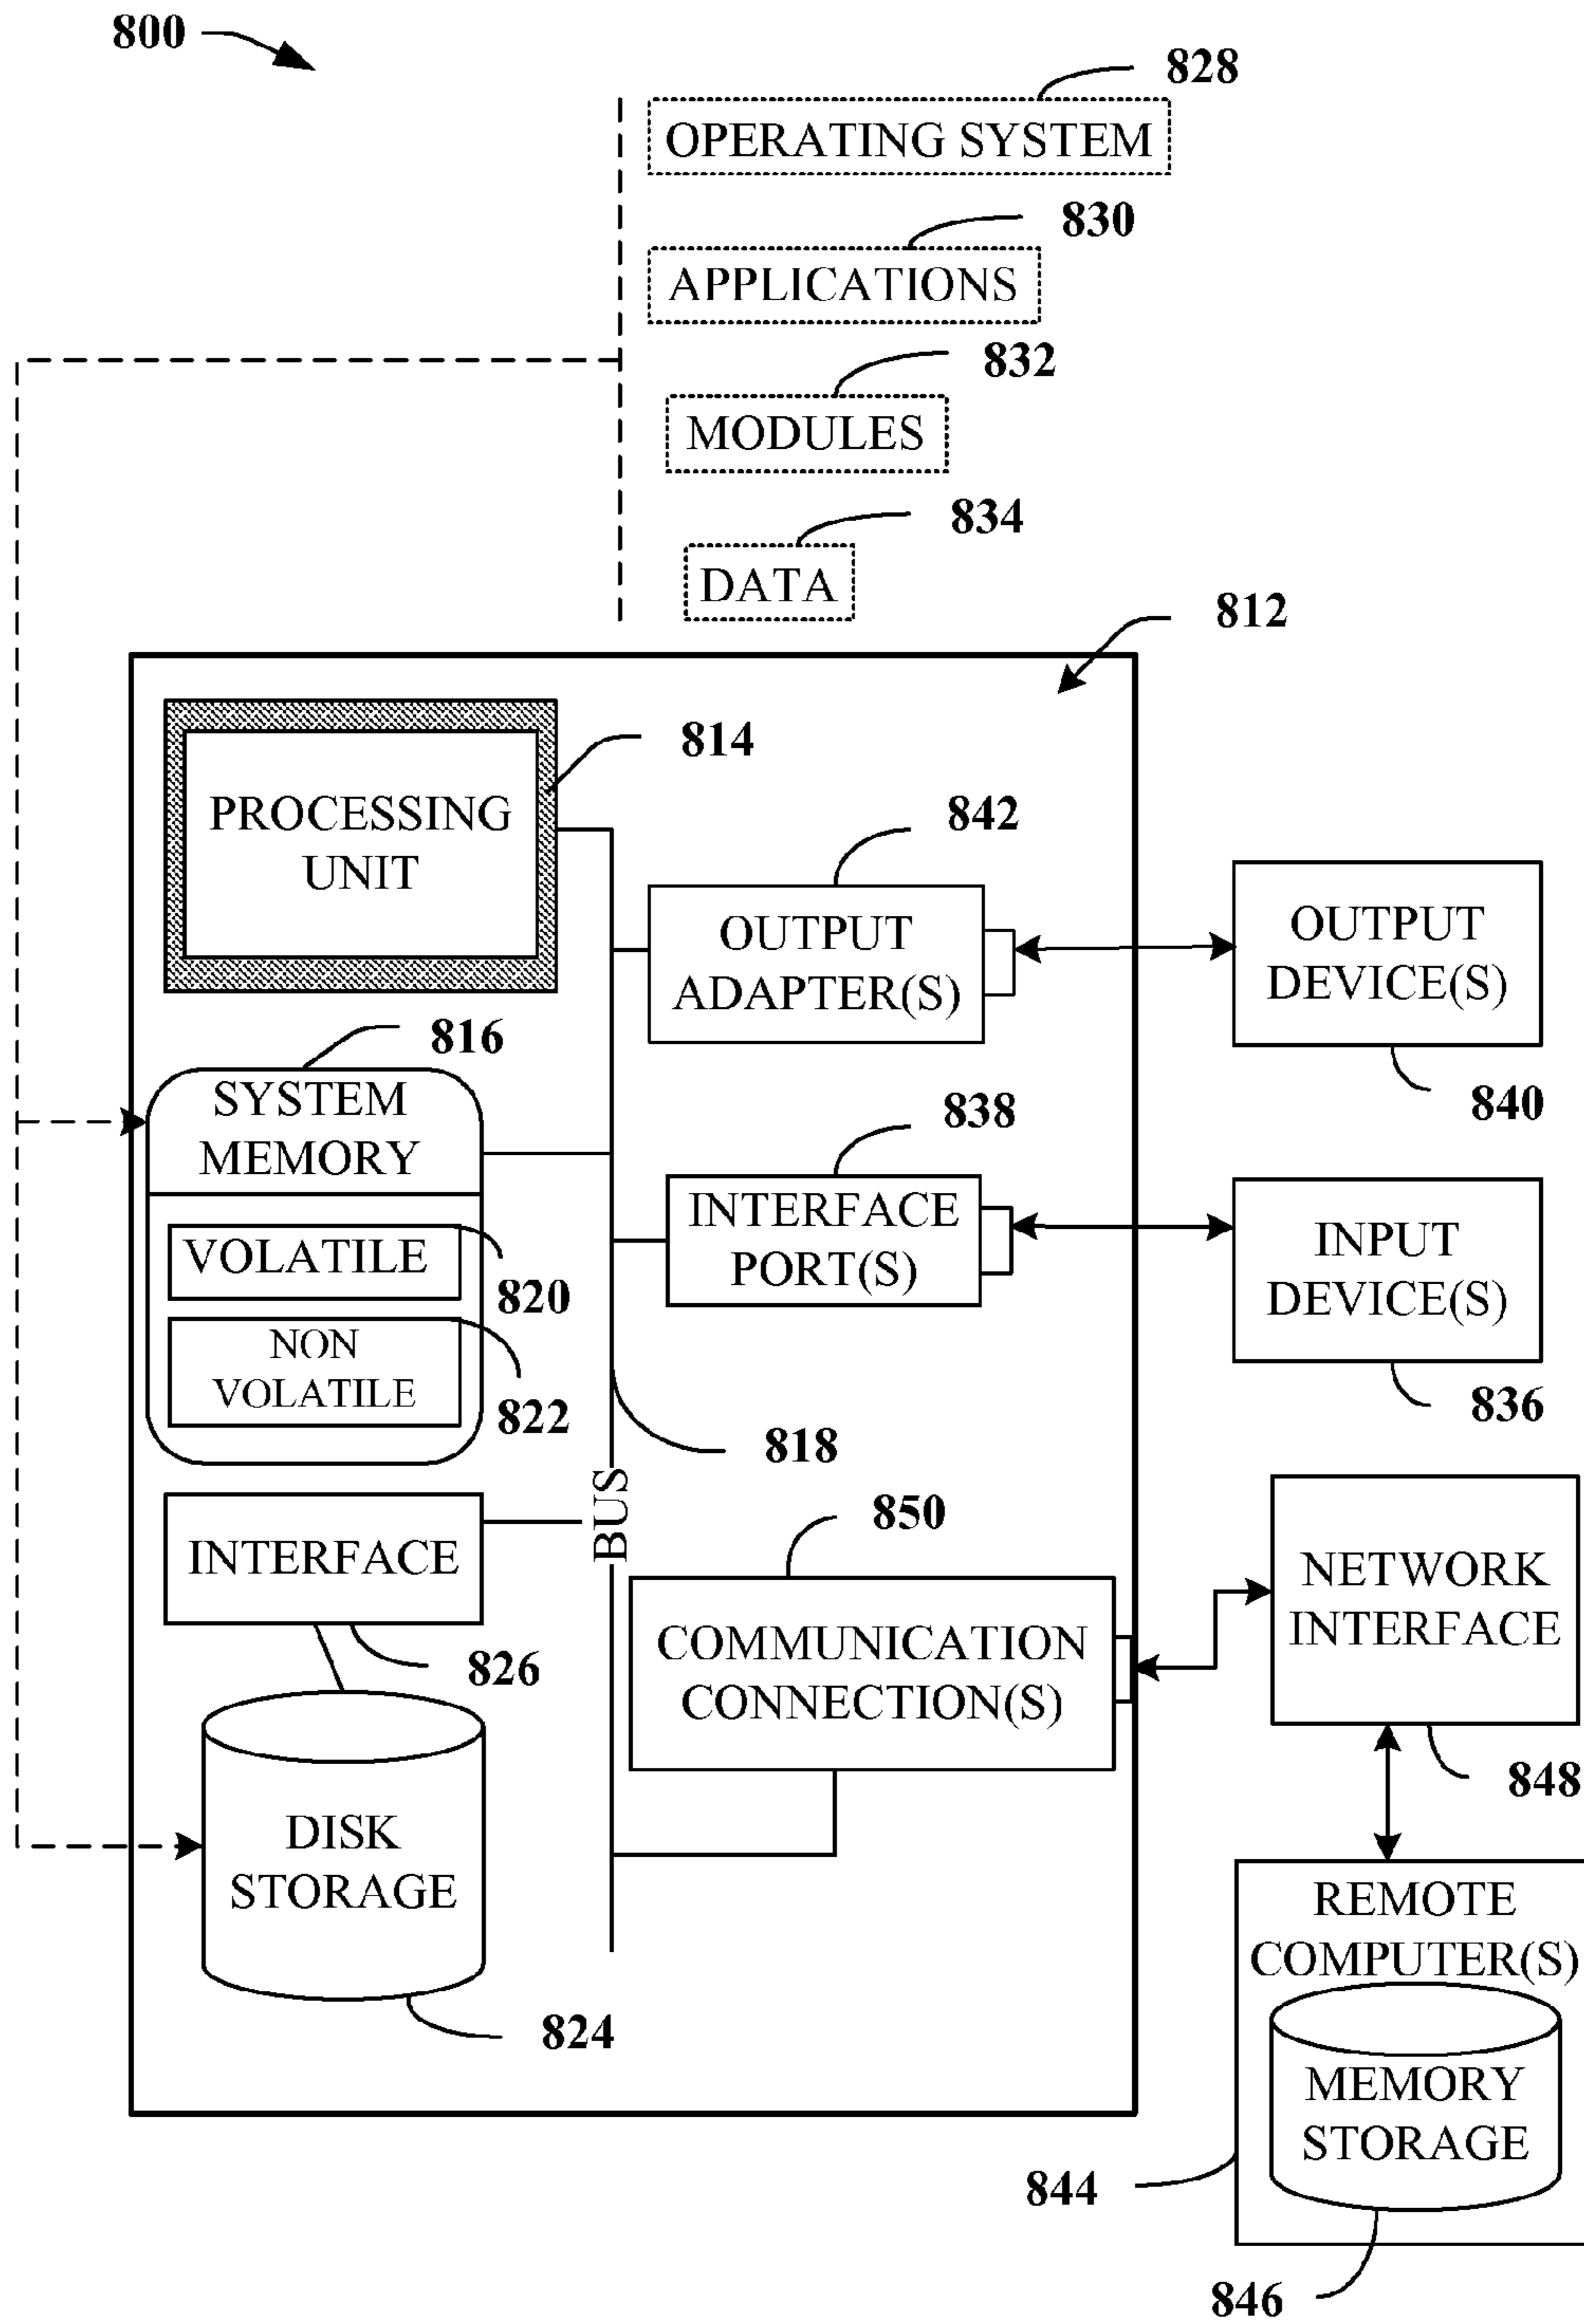 800
828
OPERATING SYSTEM
830
APPLICATIONS
832
MODULES
834
DATA
812
814
PROCESSING
UNIT
842
OUTPUT
ADAPTER(S)
OUTPUT
DEVICE(S)
840
816
SYSTEM
MEMORY
838
INTERFACE
PORT(S)
INPUT
DEVICE(S)
836
VOLATILE
820
NON
VOLATILE
822
818
BUS
INTERFACE
826
850
COMMUNICATION
CONNECTION(S)
NETWORK
INTERFACE
848
DISK
STORAGE
824
REMOTE
COMPUTER(S)
MEMORY
STORAGE
844
846